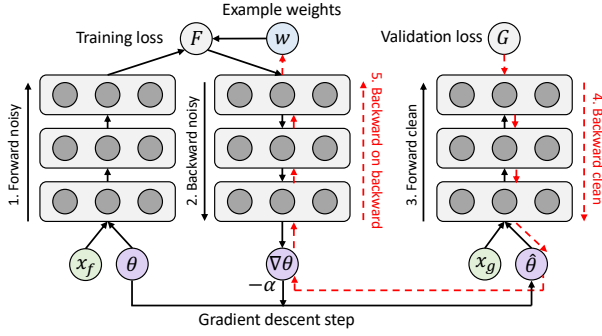 Example weights
Training loss
F
w
Validation loss
G
1. Forward noisy
2. Backward noisy
5. Backward on backward
3. Forward clean
4. Backward clean
x_f
θ
∇θ
x_g
θ̂
−α
Gradient descent step